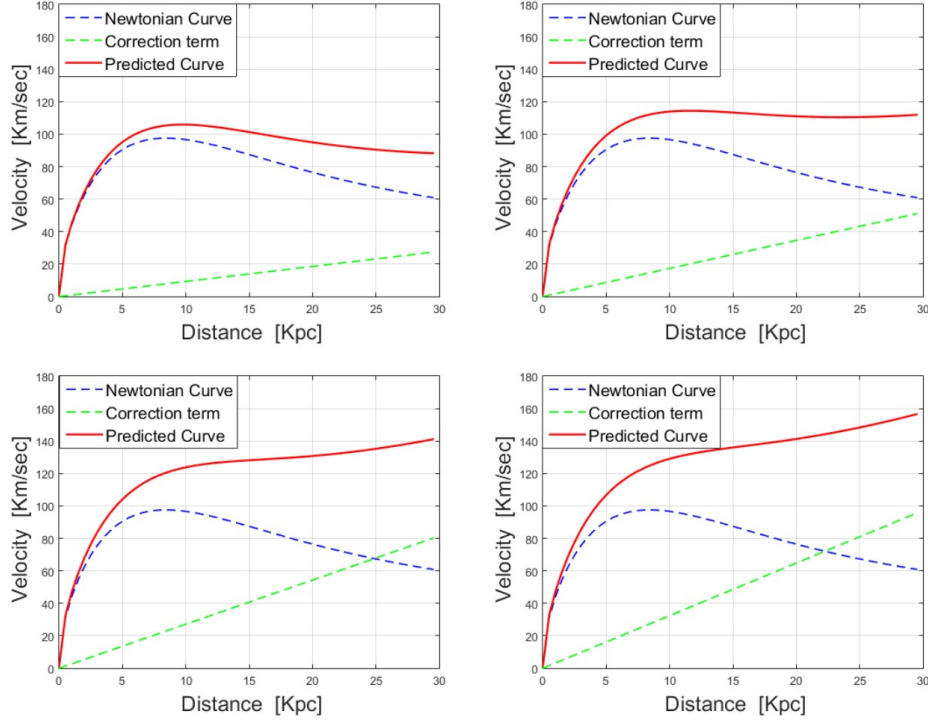 180
160
140
120
100
80
60
40
20
0
Velocity [Km/sec]
Newtonian Curve
Correction term
Predicted Curve
0 5 10 15 20 25 30
Distance [Kpc]
180
160
140
120
100
80
60
40
20
0
Velocity [Km/sec]
Newtonian Curve
Correction term
Predicted Curve
0 5 10 15 20 25 30
Distance [Kpc]
180
160
140
120
100
80
60
40
20
0
Velocity [Km/sec]
Newtonian Curve
Correction term
Predicted Curve
0 5 10 15 20 25 30
Distance [Kpc]
180
160
140
120
100
80
60
40
20
0
Velocity [Km/sec]
Newtonian Curve
Correction term
Predicted Curve
0 5 10 15 20 25 30
Distance [Kpc]